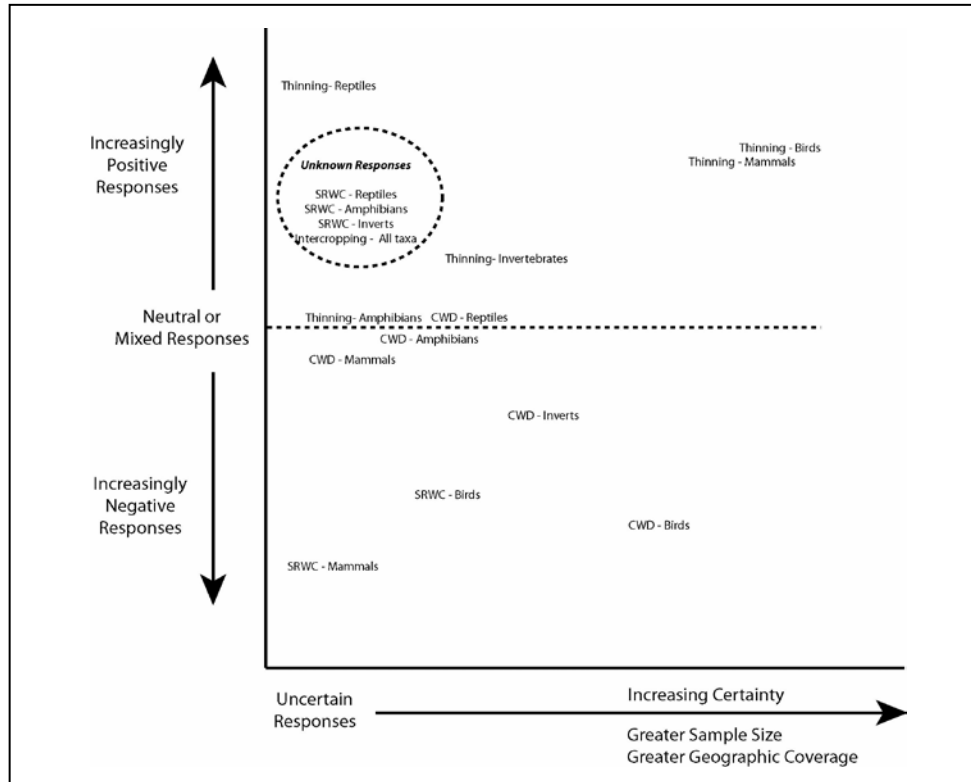 Thinning- Reptiles
Increasingly
Positive
Responses
Thinning - Birds
Thinning - Mammals
Unknown Responses
SRWC - Reptiles
SRWC - Amphibians
SRWC - Inverts
Intercropping - All taxa
Thinning- Invertebrates
Neutral or
Mixed Responses
Thinning- Amphibians CWD - Reptiles
CWD - Amphibians
CWD - Mammals
CWD - Inverts
Increasingly
Negative
Responses
SRWC - Birds
CWD - Birds
SRWC - Mammals
Uncertain
Responses
Increasing Certainty
Greater Sample Size
Greater Geographic Coverage